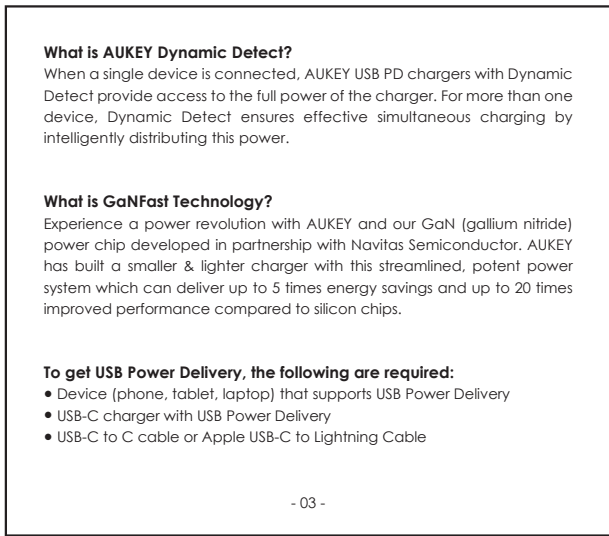 What is AUKEY Dynamic Detect?
When a single device is connected, AUKEY USB PD chargers with Dynamic
Detect provide access to the full power of the charger. For more than one
device, Dynamic Detect ensures effective simultaneous charging by
intelligently distributing this power.
What is GaNFast Technology?
Experience a power revolution with AUKEY and our GaN (gallium nitride)
power chip developed in partnership with Navitas Semiconductor. AUKEY
has built a smaller & lighter charger with this streamlined, potent power
system which can deliver up to 5 times energy savings and up to 20 times
improved performance compared to silicon chips.
To get USB Power Delivery, the following are required:
● Device (phone, tablet, laptop) that supports USB Power Delivery
● USB-C charger with USB Power Delivery
● USB-C to C cable or Apple USB-C to Lightning Cable
- 03 -